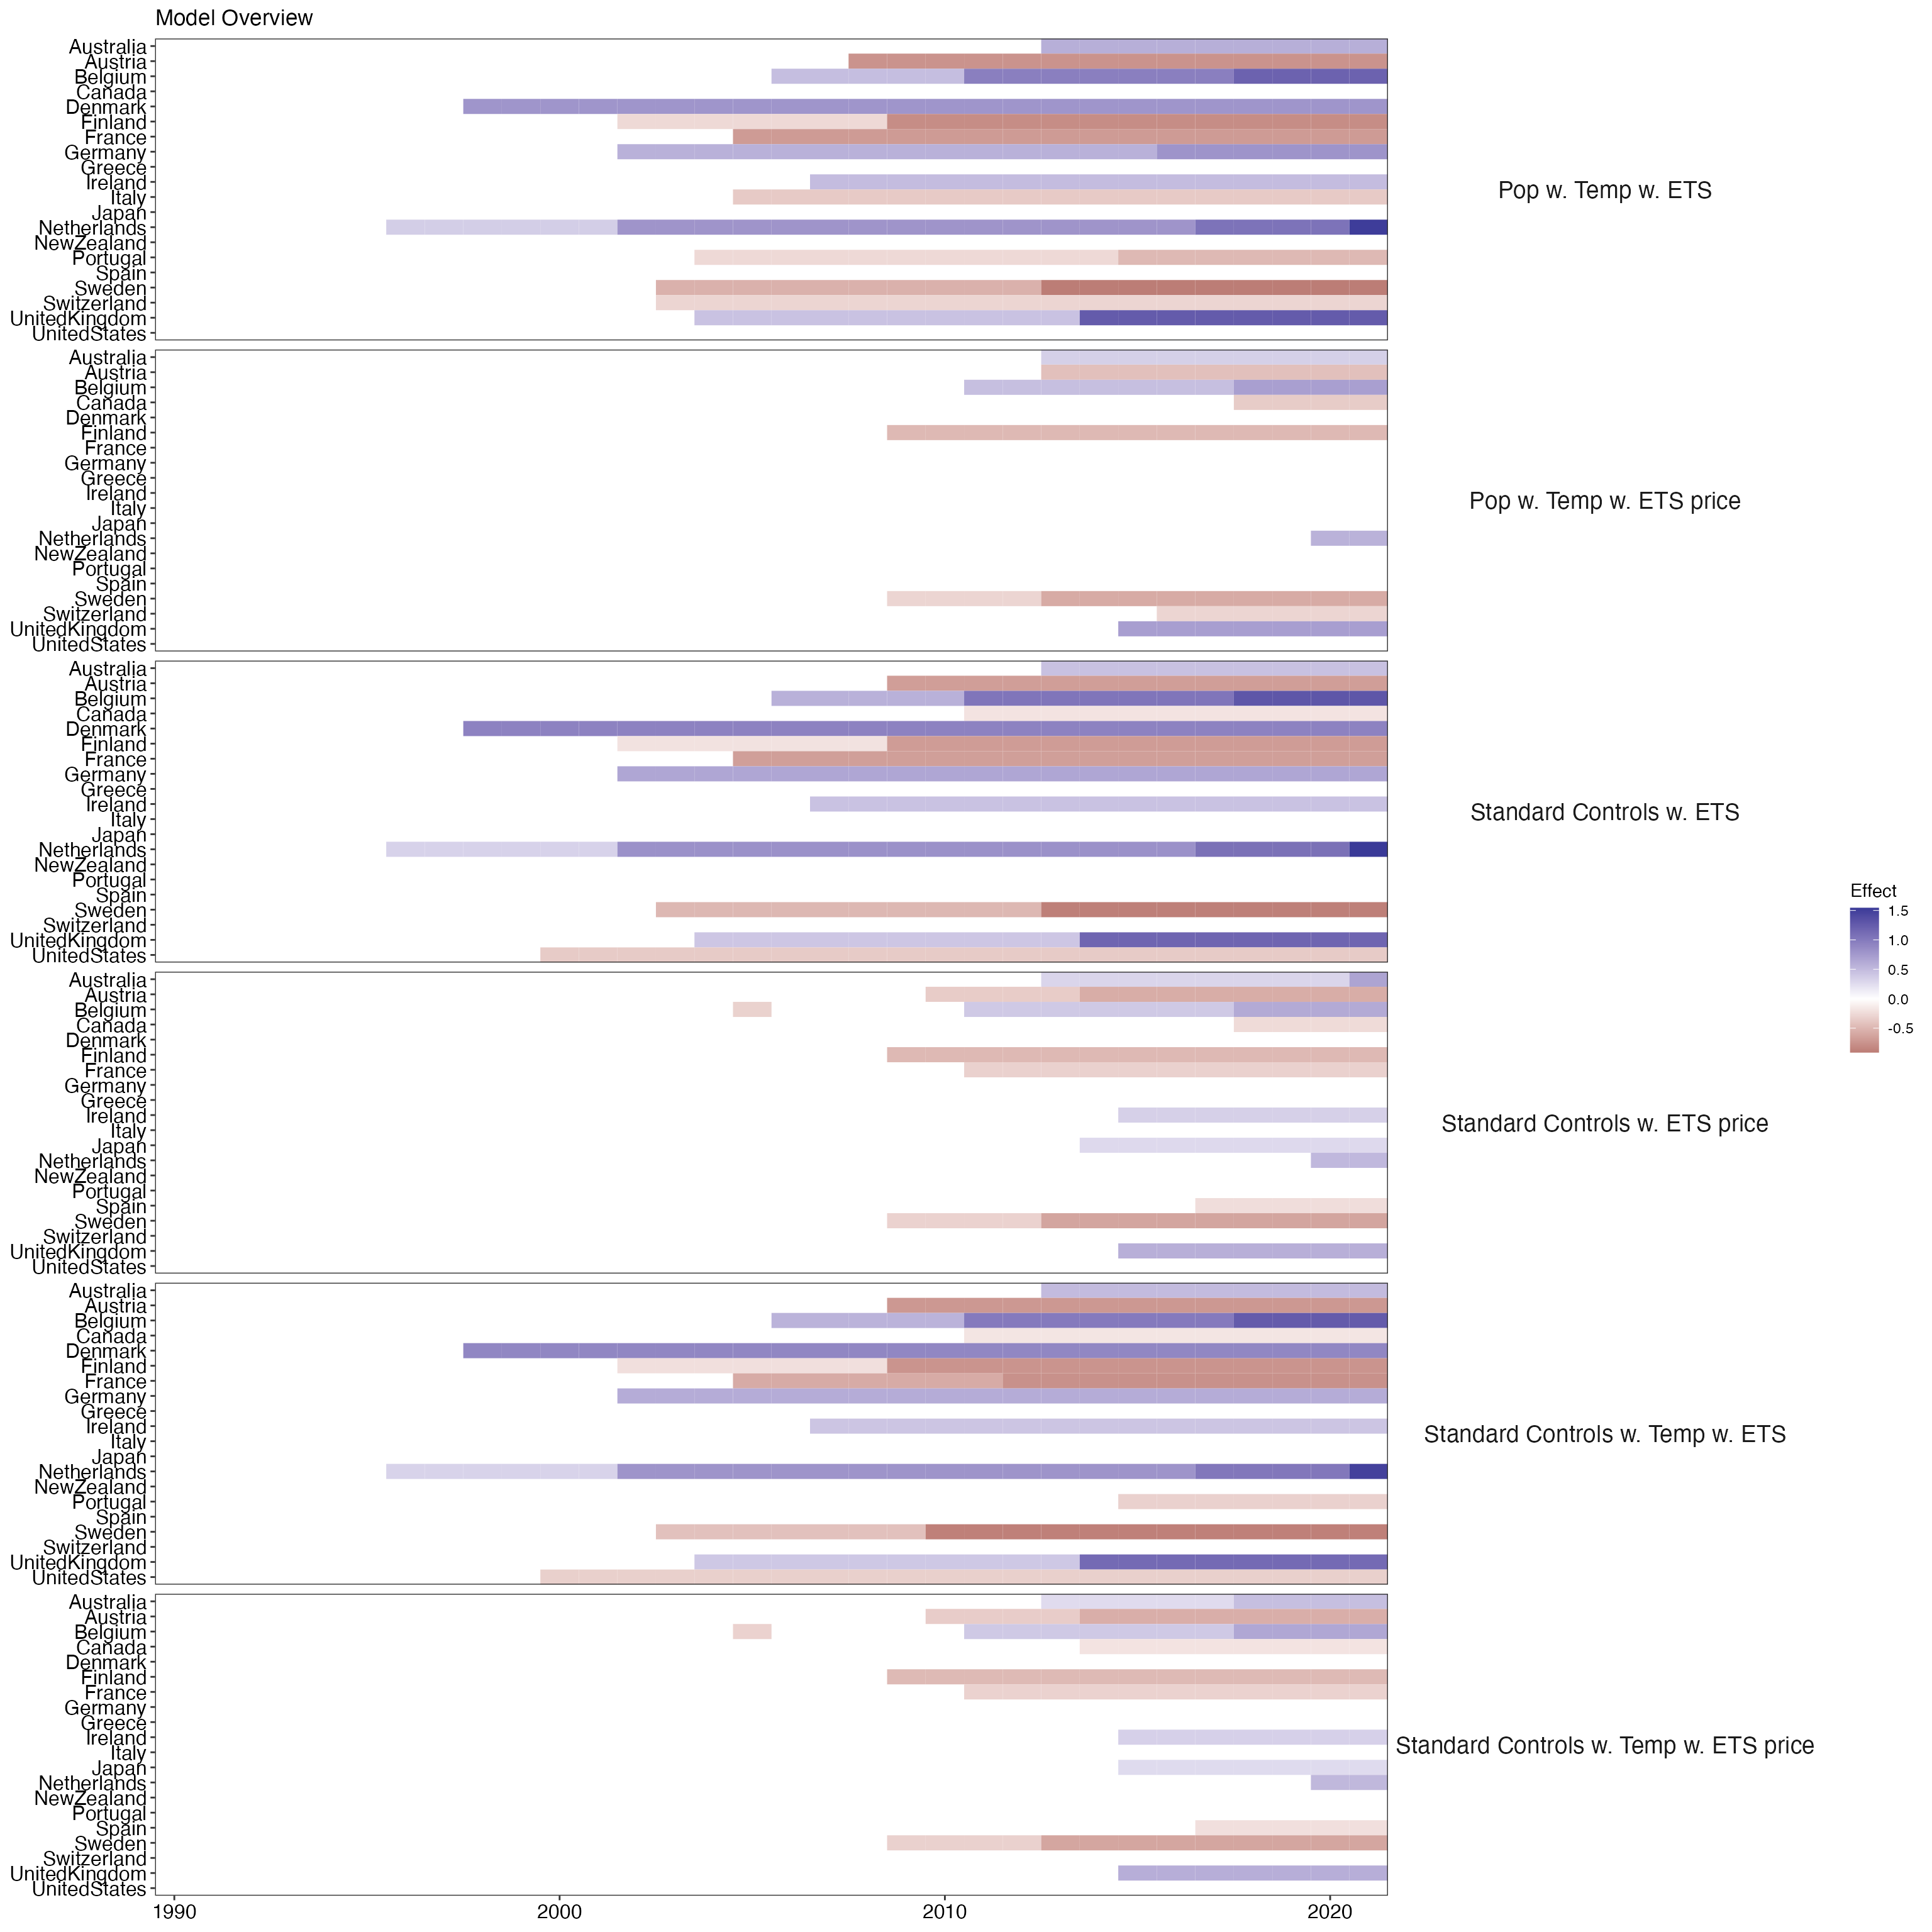 Model Overview
Australia
Austria
Belgium
Canada
Denmark
Finland
France
Germany
Greece
Ireland
Italy
Japan
Netherlands
NewZealand
Portugal
Spain
Sweden
Switzerland
UnitedKingdom
UnitedStates
Pop w. Temp w. ETS
Australia
Austria
Belgium
Canada
Denmark
Finland
France
Germany
Greece
Ireland
Italy
Japan
Netherlands
NewZealand
Portugal
Spain
Sweden
Switzerland
UnitedKingdom
UnitedStates
Pop w. Temp w. ETS price
Australia
Austria
Belgium
Canada
Denmark
Finland
France
Germany
Greece
Ireland
Italy
Japan
Netherlands
NewZealand
Portugal
Spain
Sweden
Switzerland
UnitedKingdom
UnitedStates
Standard Controls w. ETS
Australia
Austria
Belgium
Canada
Denmark
Finland
France
Germany
Greece
Ireland
Italy
Japan
Netherlands
NewZealand
Portugal
Spain
Sweden
Switzerland
UnitedKingdom
UnitedStates
Standard Controls w. ETS price
Australia
Austria
Belgium
Canada
Denmark
Finland
France
Germany
Greece
Ireland
Italy
Japan
Netherlands
NewZealand
Portugal
Spain
Sweden
Switzerland
UnitedKingdom
UnitedStates
Standard Controls w. Temp w. ETS
Australia
Austria
Belgium
Canada
Denmark
Finland
France
Germany
Greece
Ireland
Italy
Japan
Netherlands
NewZealand
Portugal
Spain
Sweden
Switzerland
UnitedKingdom
UnitedStates
Standard Controls w. Temp w. ETS price
1990 2000 2010 2020
Effect
1.5
1.0
0.5
0.0
-0.5